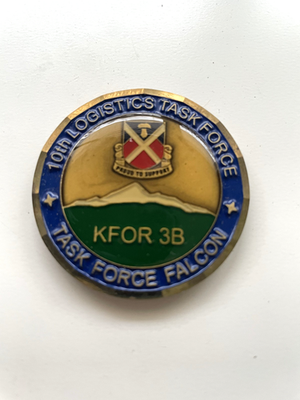 10th LOGISTICS TASK FORCE
PROUD TO SUPPORT
KFOR 3B
TASK FORCE FALCON